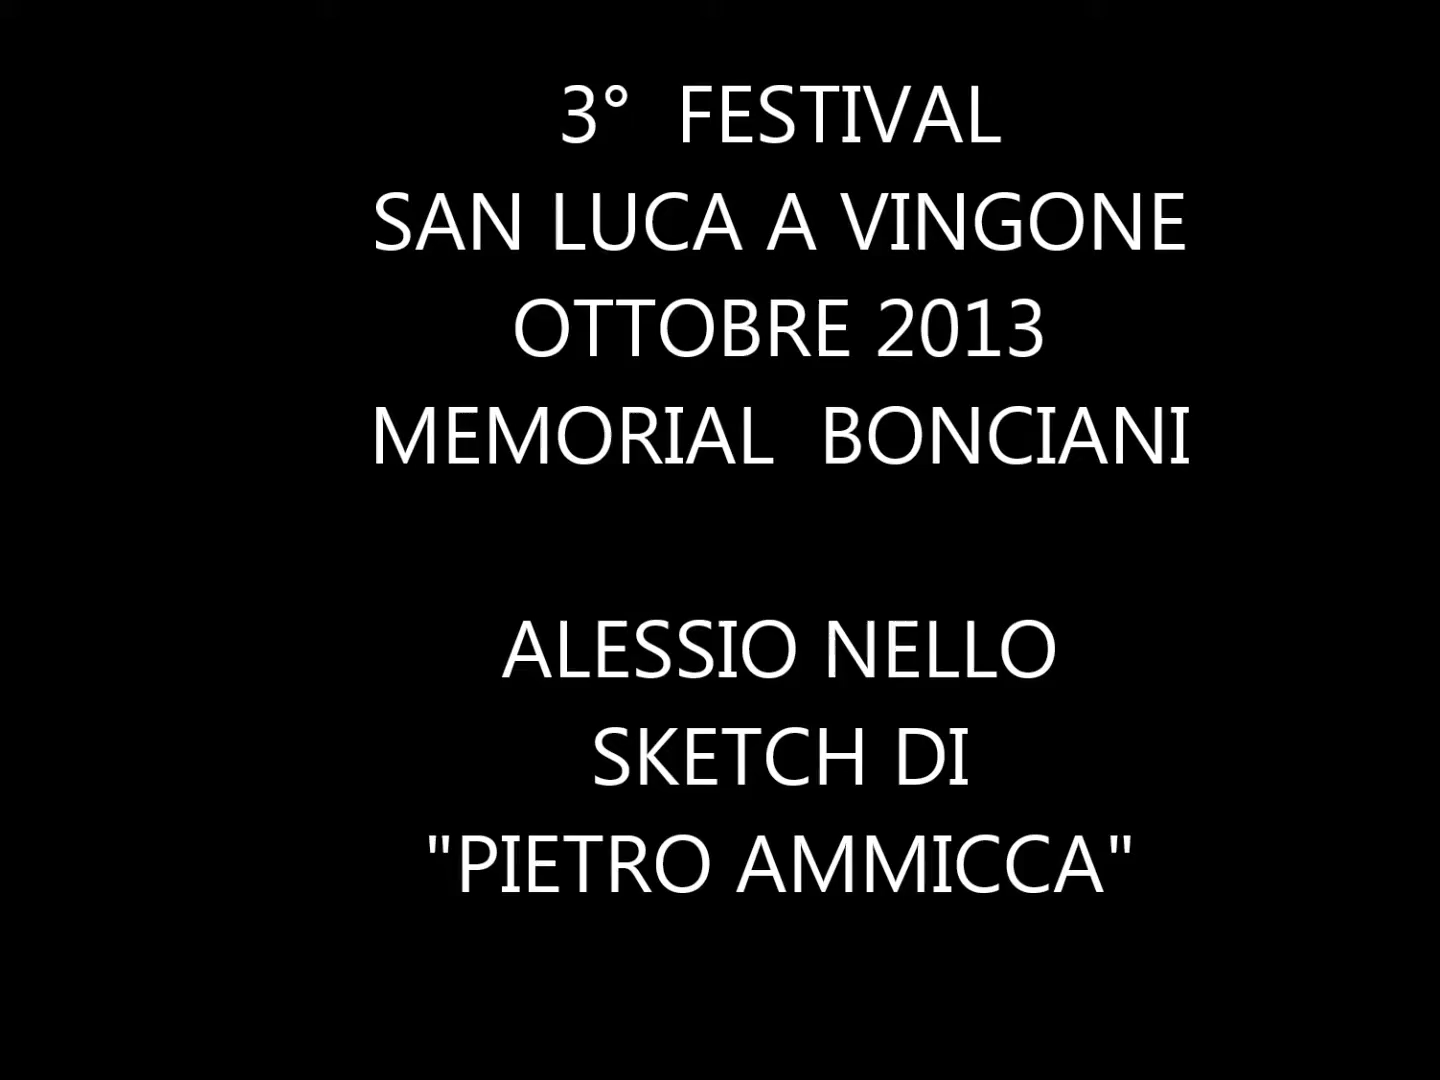 3° FESTIVAL
SAN LUCA A VINGONE
OTTOBRE 2013
MEMORIAL BONCIANI
ALESSIO NELLO
SKETCH DI
"PIETRO AMMICCA"